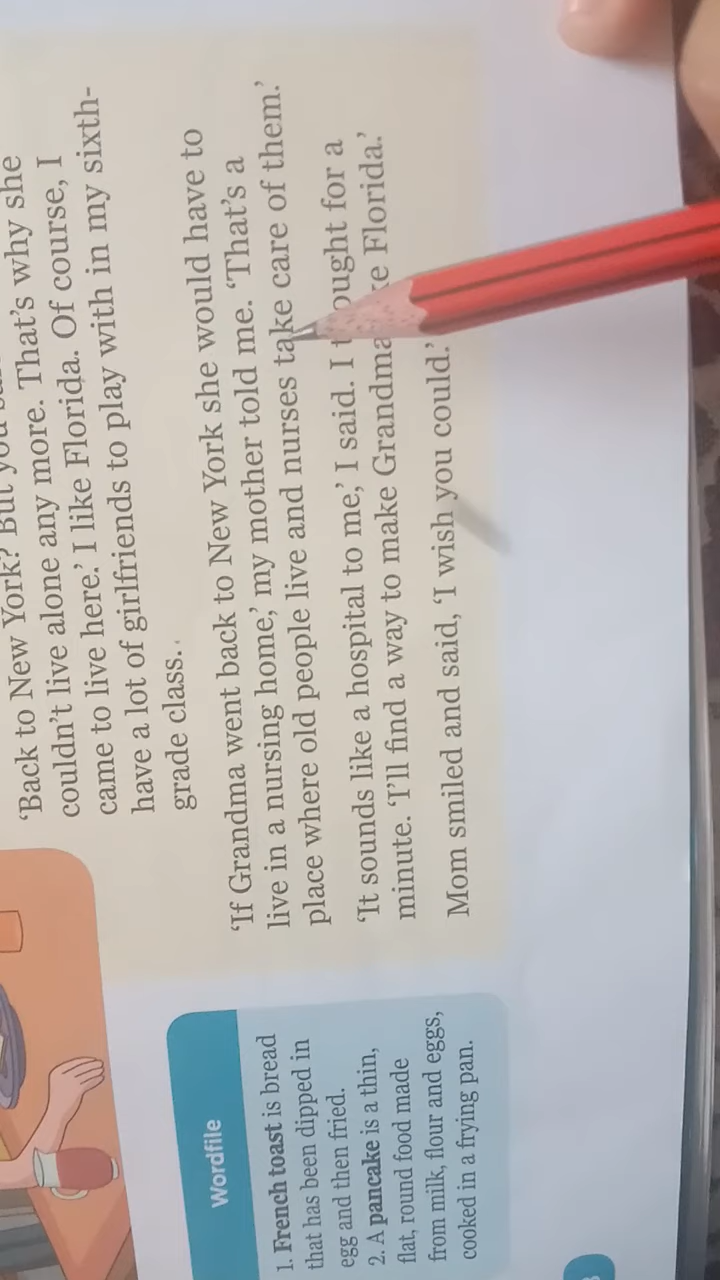 'Back to New York? But you
couldn't live alone any more. That's why she
came to live here.' I like Florida. Of course, I
have a lot of girlfriends to play with in my sixth-
grade class.
'If Grandma went back to New York she would have to
live in a nursing home,' my mother told me. 'That's a
place where old people live and nurses take care of them.'
'It sounds like a hospital to me,' I said. I thought for a
minute. 'I'll find a way to make Grandma Florida.'
Mom smiled and said, 'I wish you could.'
Wordfile
1. French toast is bread
that has been dipped in
egg and then fried.
2. A pancake is a thin,
flat, round food made
from milk, flour and eggs,
cooked in a frying pan.